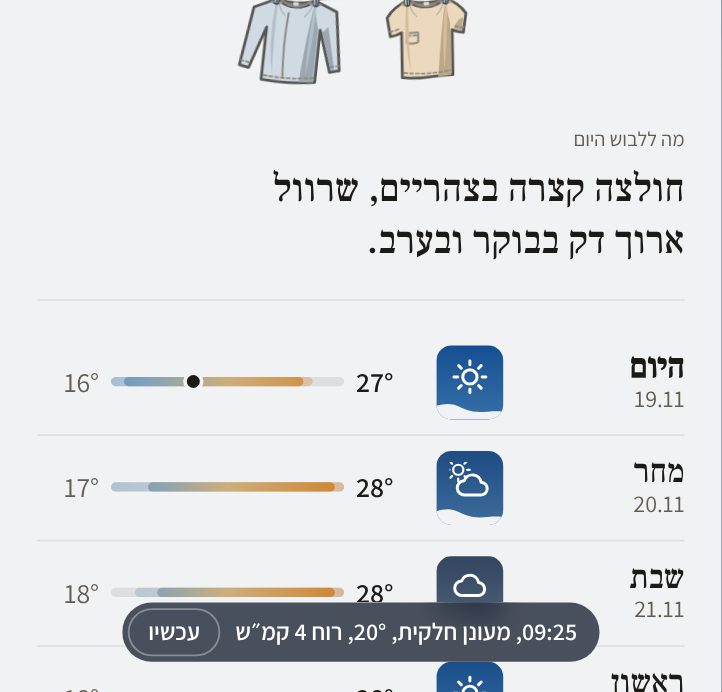 מה ללבוש היום
חולצה קצרה בצהריים, שרוול
ארוך דק בבוקר ובערב.
היום
19.11
27°
16°
מחר
20.11
28°
17°
שבת
21.11
28°
18°
09:25, מעונן חלקית, 20°, רוח 4 קמ״ש
עכשיו
ראשון